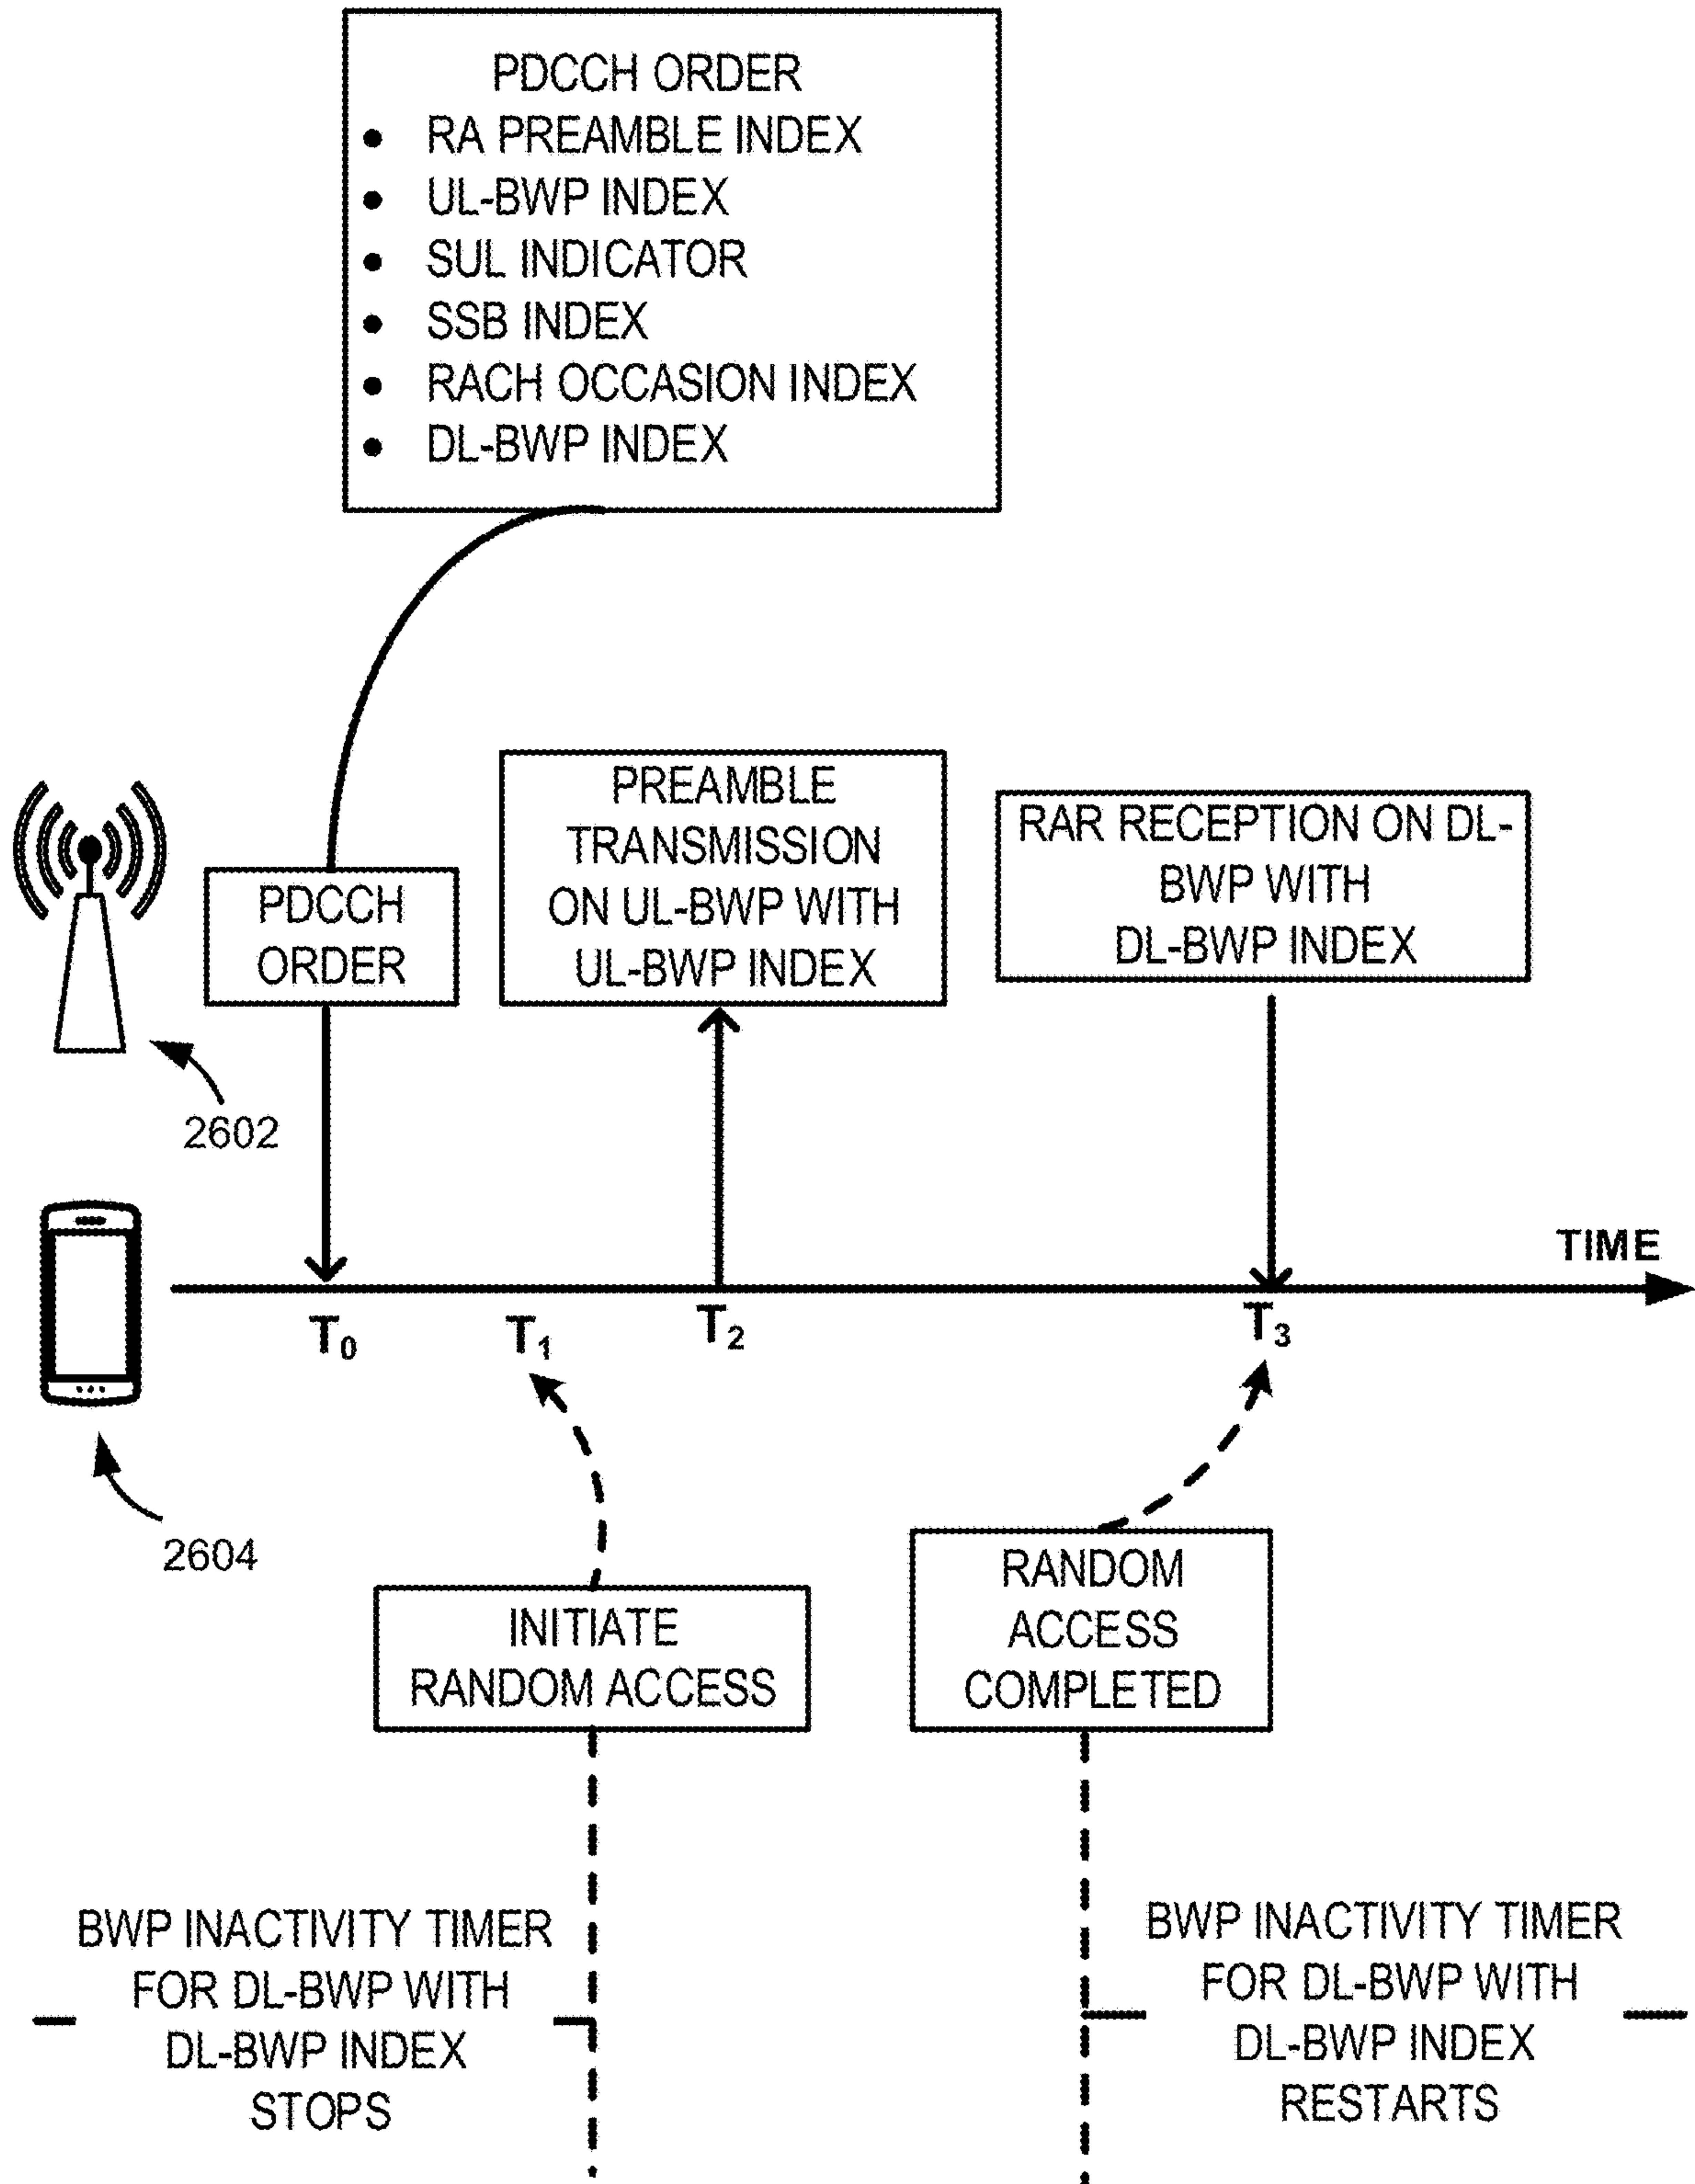 PDCCH ORDER
• RA PREAMBLE INDEX
• UL-BWP INDEX
• SUL INDICATOR
• SSB INDEX
• RACH OCCASION INDEX
• DL-BWP INDEX
PREAMBLE
TRANSMISSION
ON UL-BWP WITH
UL-BWP INDEX
RAR RECEPTION ON DL-
BWP WITH
DL-BWP INDEX
PDCCH
ORDER
2602
TIME
T0
T1
T2
T3
2604
INITIATE
RANDOM ACCESS
RANDOM
ACCESS
COMPLETED
BWP INACTIVITY TIMER
FOR DL-BWP WITH
DL-BWP INDEX
STOPS
BWP INACTIVITY TIMER
FOR DL-BWP WITH
DL-BWP INDEX
RESTARTS